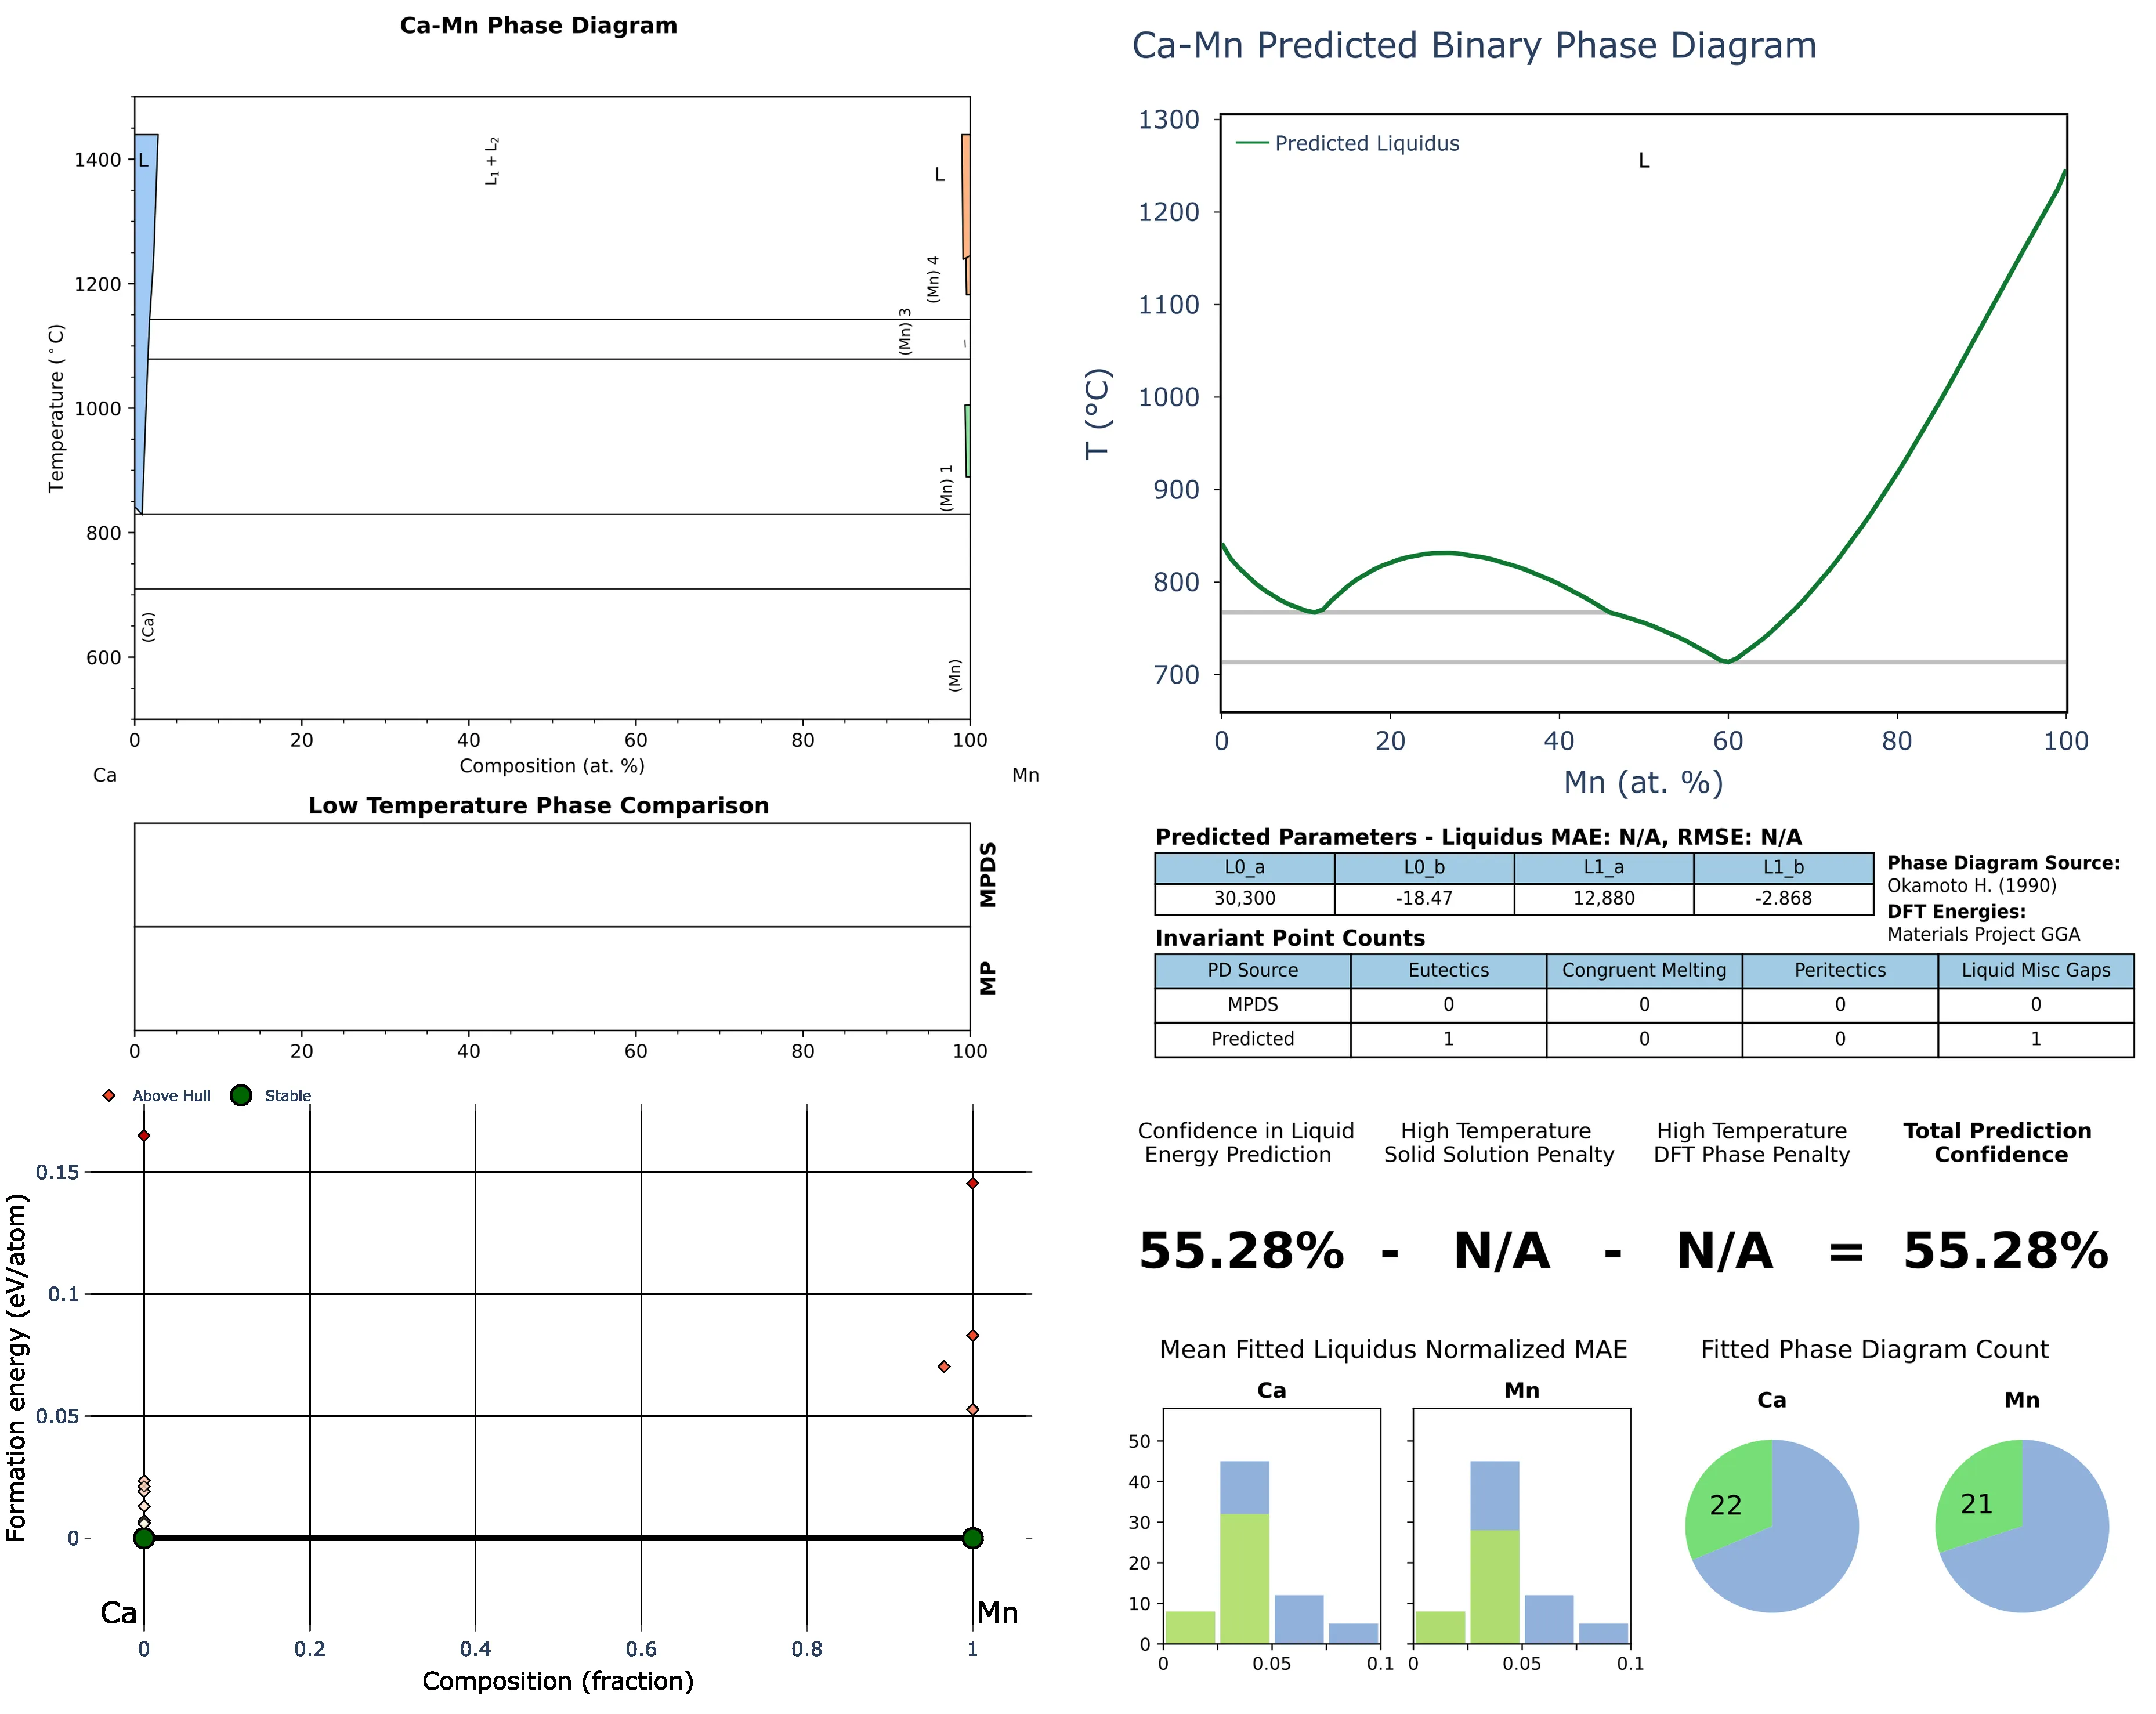 Ca-Mn Phase Diagram
1400
1200
1000
800
600
Temperature (°C)
L
L₁ + L₂
L
(Mn) 4
(Mn) 3
(Mn) 1
(Ca)
(Mn)
0 20 40 60 80 100
Composition (at. %)
Ca Mn
Low Temperature Phase Comparison
MPDS
MP
0 20 40 60 80 100
Above Hull Stable
0.15
0.1
0.05
0
Formation energy (eV/atom)
Ca Mn
0 0.2 0.4 0.6 0.8 1
Composition (fraction)
Ca-Mn Predicted Binary Phase Diagram
1300
1200
1100
1000
900
800
700
T (°C)
Predicted Liquidus
L
0 20 40 60 80 100
Mn (at. %)
Predicted Parameters - Liquidus MAE: N/A, RMSE: N/A
L0_a L0_b L1_a L1_b
30,300 -18.47 12,880 -2.868
Phase Diagram Source:
Okamoto H. (1990)
DFT Energies:
Materials Project GGA
Invariant Point Counts
PD Source Eutectics Congruent Melting Peritectics Liquid Misc Gaps
MPDS 0 0 0 0
Predicted 1 0 0 1
Confidence in Liquid
Energy Prediction
High Temperature
Solid Solution Penalty
High Temperature
DFT Phase Penalty
Total Prediction
Confidence
55.28% - N/A - N/A = 55.28%
Mean Fitted Liquidus Normalized MAE
Ca Mn
50
40
30
20
10
0
0 0.05 0.1 0 0.05 0.1
Fitted Phase Diagram Count
Ca Mn
22 21